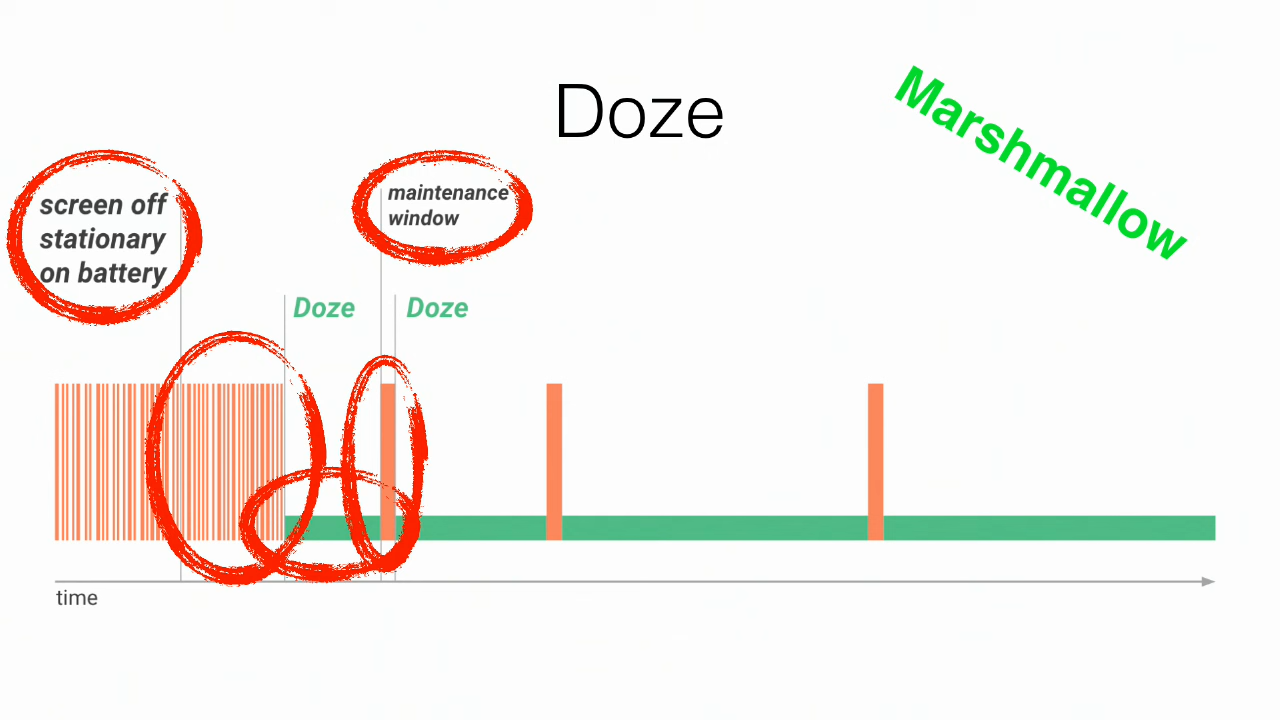 Doze
Marshmallow
screen off
stationary
on battery
maintenance
window
Doze
Doze
time